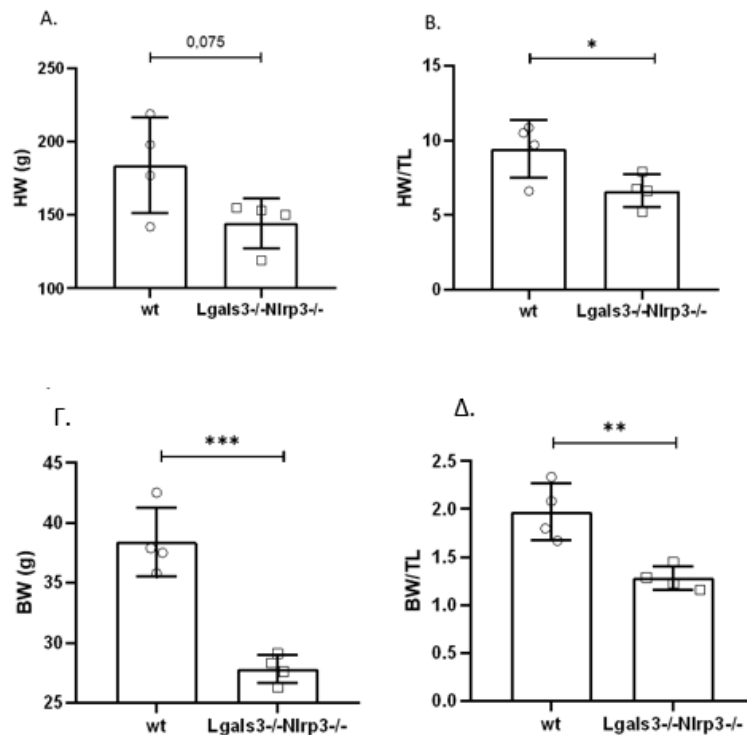 Α.
0,075
250
200
150
100
HW (g)
wt
Lgals3-/-Nlrp3-/-
Β.
*
15
10
5
0
HW/TL
wt
Lgals3-/-Nlrp3-/-
Γ.
***
45
40
35
30
25
BW (g)
wt
Lgals3-/-Nlrp3-/-
Δ.
**
2.5
2.0
1.5
1.0
0.5
0.0
BW/TL
wt
Lgals3-/-Nlrp3-/-